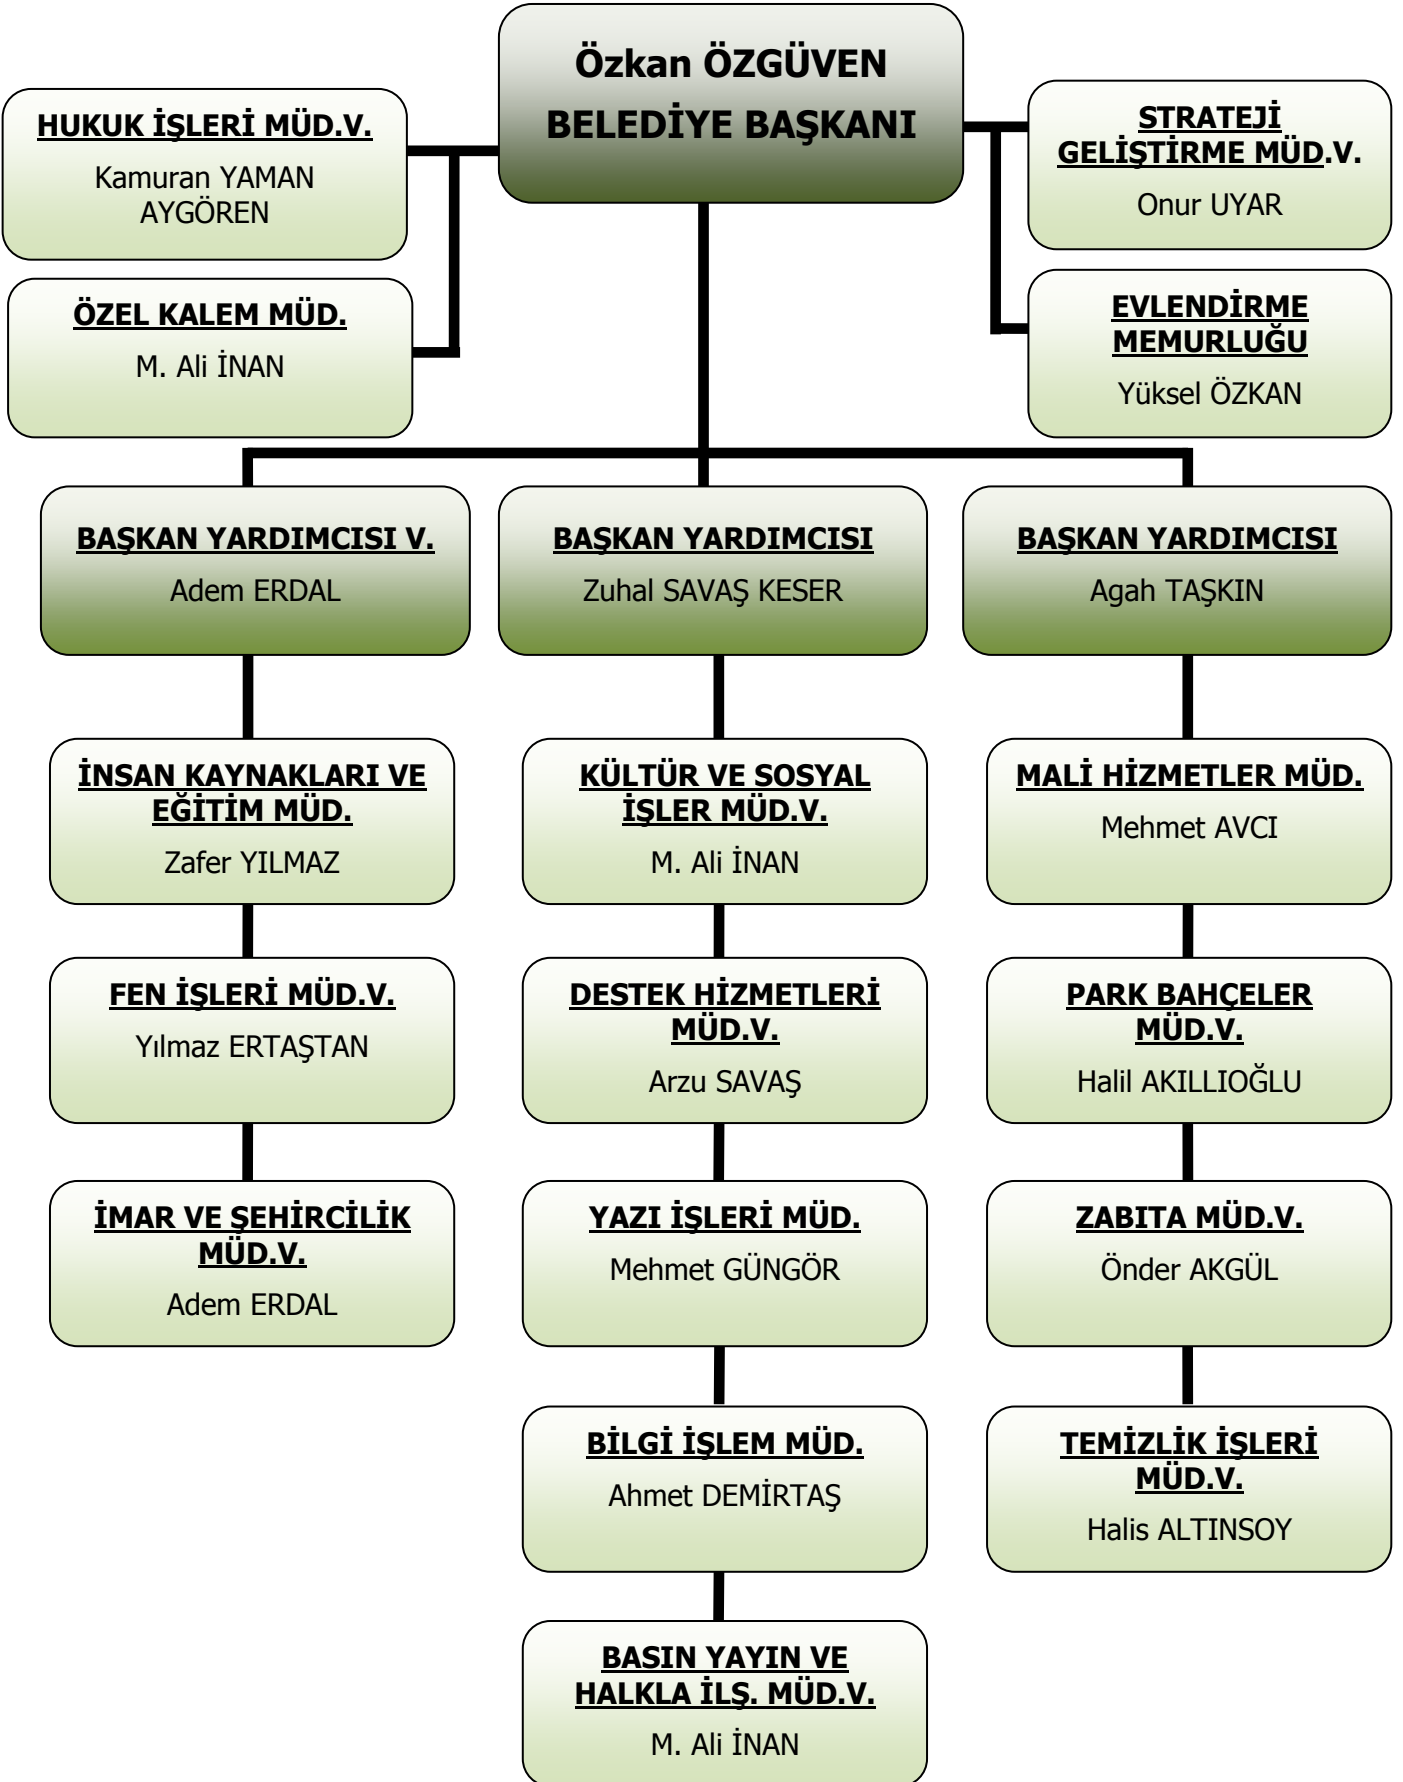 Özkan ÖZGÜVEN
BELEDİYE BAŞKANI
HUKUK İŞLERİ MÜD.V.
Kamuran YAMAN
AYGÖREN
STRATEJİ
GELİŞTİRME MÜD.V.
Onur UYAR
ÖZEL KALEM MÜD.
M. Ali İNAN
EVLENDİRME
MEMURLUĞU
Yüksel ÖZKAN
BAŞKAN YARDIMCISI V.
Adem ERDAL
BAŞKAN YARDIMCISI
Zuhal SAVAŞ KESER
BAŞKAN YARDIMCISI
Agah TAŞKIN
İNSAN KAYNAKLARI VE
EĞİTİM MÜD.
Zafer YILMAZ
KÜLTÜR VE SOSYAL
İŞLER MÜD.V.
M. Ali İNAN
MALİ HİZMETLER MÜD.
Mehmet AVCI
FEN İŞLERİ MÜD.V.
Yılmaz ERTAŞTAN
DESTEK HİZMETLERİ
MÜD.V.
Arzu SAVAŞ
PARK BAHÇELER
MÜD.V.
Halil AKILLIOĞLU
İMAR VE ŞEHİRCİLİK
MÜD.V.
Adem ERDAL
YAZI İŞLERİ MÜD.
Mehmet GÜNGÖR
ZABITA MÜD.V.
Önder AKGÜL
BİLGİ İŞLEM MÜD.
Ahmet DEMİRTAŞ
TEMİZLİK İŞLERİ
MÜD.V.
Halis ALTINSOY
BASIN YAYIN VE
HALKLA İLŞ. MÜD.V.
M. Ali İNAN